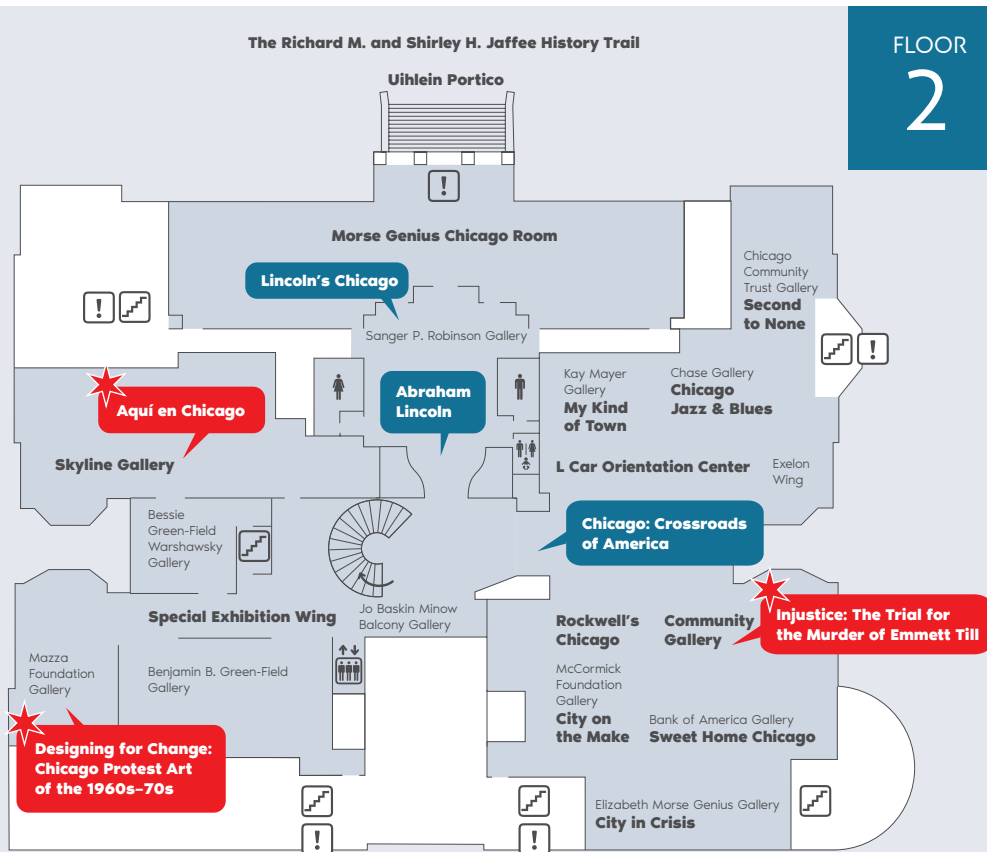 The Richard M. and Shirley H. Jaffee History Trail
FLOOR
2
Uihlein Portico
!
Morse Genius Chicago Room
Lincoln's Chicago
Sanger P. Robinson Gallery
Chicago
Community
Trust Gallery
Second
to None
!
!
Abraham
Lincoln
Kay Mayer
Gallery
My Kind
of Town
Chase Gallery
Chicago
Jazz & Blues
Aquí en Chicago
Skyline Gallery
L Car Orientation Center
Exelon
Wing
Bessie
Green-Field
Warshawsky
Gallery
Chicago: Crossroads
of America
Special Exhibition Wing
Jo Baskin Minow
Balcony Gallery
Rockwell's
Chicago
Community
Gallery
Injustice: The Trial for
the Murder of Emmett Till
Mazza
Foundation
Gallery
Benjamin B. Green-Field
Gallery
McCormick
Foundation
Gallery
City on
the Make
Bank of America Gallery
Sweet Home Chicago
Designing for Change:
Chicago Protest Art
of the 1960s–70s
Elizabeth Morse Genius Gallery
City in Crisis
!
!